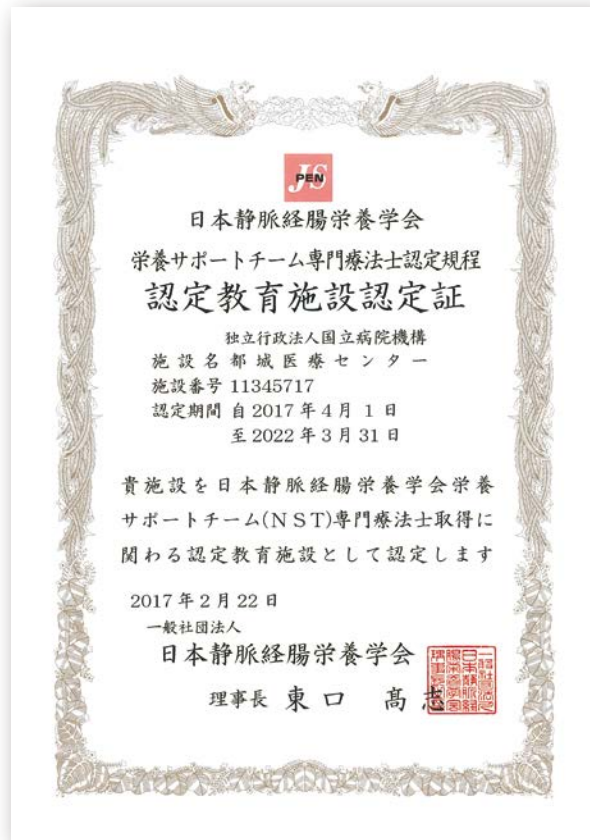 JS
PEN
日本静脈経腸栄養学会
栄養サポートチーム専門療法士認定規程
認定教育施設認定証
独立行政法人国立病院機構
施設名 都城医療センター
施設番号 11345717
認定期間 自 2017 年 4 月 1 日
至 2022 年 3 月 31 日
貴施設を日本静脈経腸栄養学会栄養
サポートチーム(NST)専門療法士取得に
関わる認定教育施設として認定します
2017 年 2 月 22 日
一般社団法人
日本静脈経腸栄養学会
理事長 東口 髙志